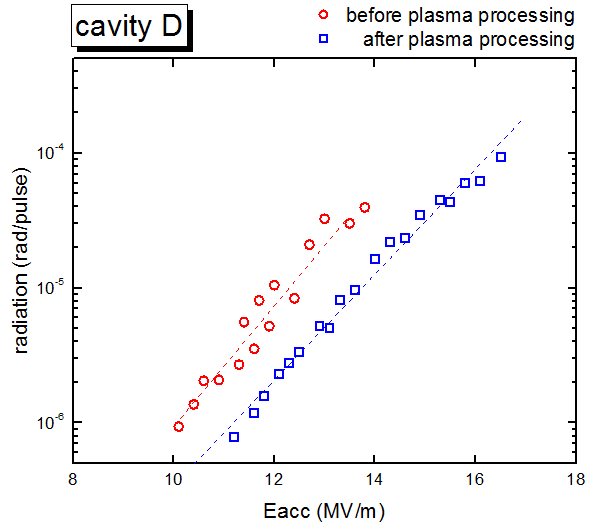 cavity D
before plasma processing
after plasma processing
radiation (rad/pulse)
10^-4
10^-5
10^-6
8 10 12 14 16 18
Eacc (MV/m)